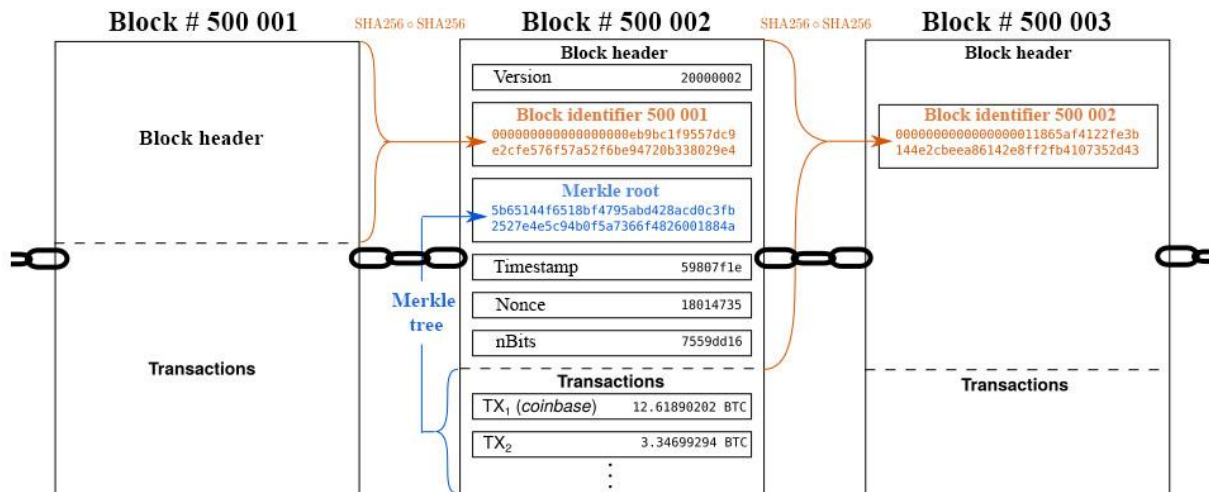 Block # 500 001
SHA256 ∘ SHA256
Block # 500 002
SHA256 ∘ SHA256
Block # 500 003
Block header
Block header
Block header
Version 20000002
Block identifier 500 001
000000000000000000eb9bc1f9557dc9
e2cfe576f57a52f6be94720b338029e4
Block identifier 500 002
0000000000000000011865af4122fe3b
144e2cbeea86142e8ff2fb4107352d43
Merkle root
5b65144f6518bf4795abd428acd0c3fb
2527e4e5c94b0f5a7366f4826001884a
Timestamp 59807f1e
Merkle
tree
Nonce 18014735
nBits 7559dd16
Transactions
Transactions
Transactions
TX1 (coinbase) 12.61890202 BTC
TX2 3.34699294 BTC
⋮